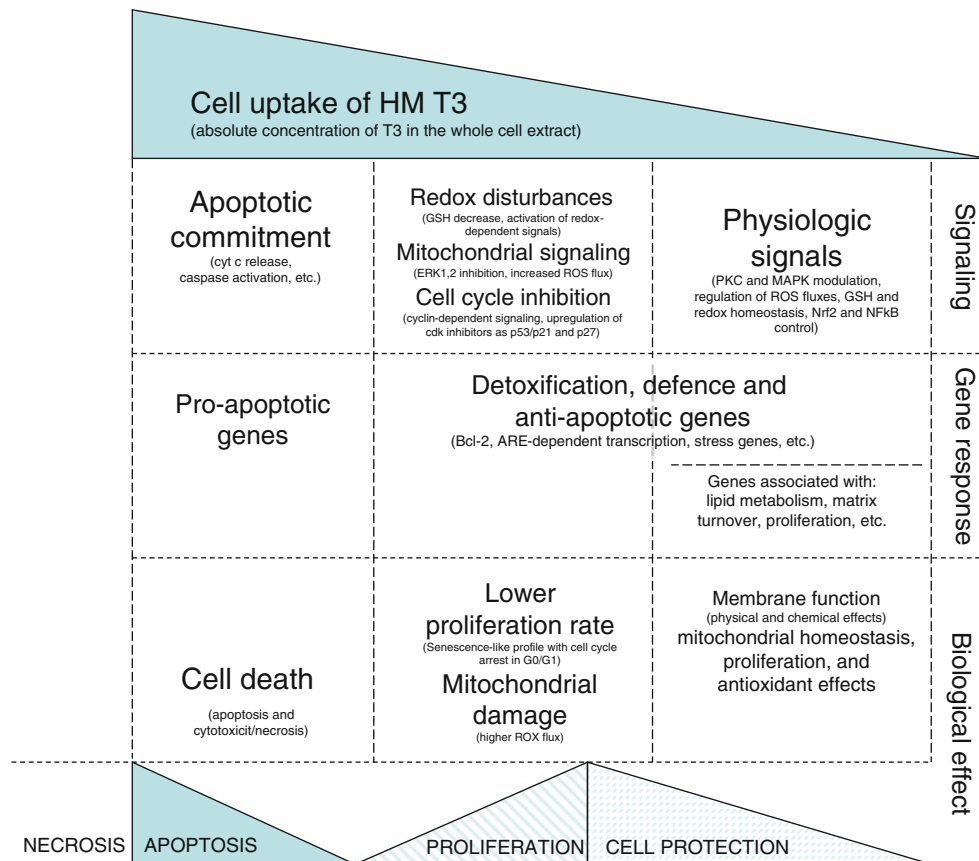 Cell uptake of HM T3
(absolute concentration of T3 in the whole cell extract)
Apoptotic
commitment
(cyt c release,
caspase activation, etc.)
Redox disturbances
(GSH decrease, activation of redox-
dependent signals)
Mitochondrial signaling
(ERK1,2 inhibition, increased ROS flux)
Cell cycle inhibition
(cyclin-dependent signaling, upregulation of
cdk inhibitors as p53/p21 and p27)
Physiologic
signals
(PKC and MAPK modulation,
regulation of ROS fluxes, GSH and
redox homeostasis, Nrf2 and NFkB
control)
Signaling
Pro-apoptotic
genes
Detoxification, defence and
anti-apoptotic genes
(Bcl-2, ARE-dependent transcription, stress genes, etc.)
Genes associated with:
lipid metabolism, matrix
turnover, proliferation, etc.
Gene response
Cell death
(apoptosis and
cytotoxicit/necrosis)
Lower
proliferation rate
(Senescence-like profile with cell cycle
arrest in G0/G1)
Mitochondrial
damage
(higher ROX flux)
Membrane function
(physical and chemical effects)
mitochondrial homeostasis,
proliferation, and
antioxidant effects
Biological effect
NECROSIS
APOPTOSIS
PROLIFERATION
CELL PROTECTION